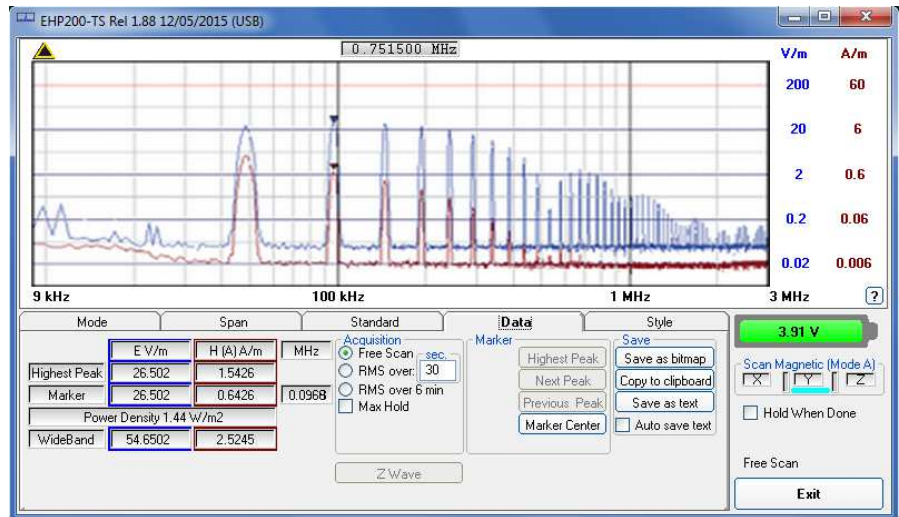 EHP200-TS Rel 1.88 12/05/2015 (USB)
0.751500 MHz
V/m A/m
200 60
20 6
2 0.6
0.2 0.06
0.02 0.006
9 kHz 100 kHz 1 MHz 3 MHz ?
Mode Span Standard Data Style
E V/m H (A) A/m MHz
Highest Peak 26.502 1.5426
Marker 26.502 0.6426 0.0968
Power Density 1.44 W/m2
WideBand 54.6502 2.5245
Acquisition
Free Scan
sec.
RMS over: 30
RMS over 6 min
Max Hold
Z Wave
Marker
Highest Peak
Next Peak
Previous Peak
Marker Center
Save
Save as bitmap
Copy to clipboard
Save as text
Auto save text
3.91 V
Scan Magnetic (Mode A)
X Y Z
Hold When Done
Free Scan
Exit